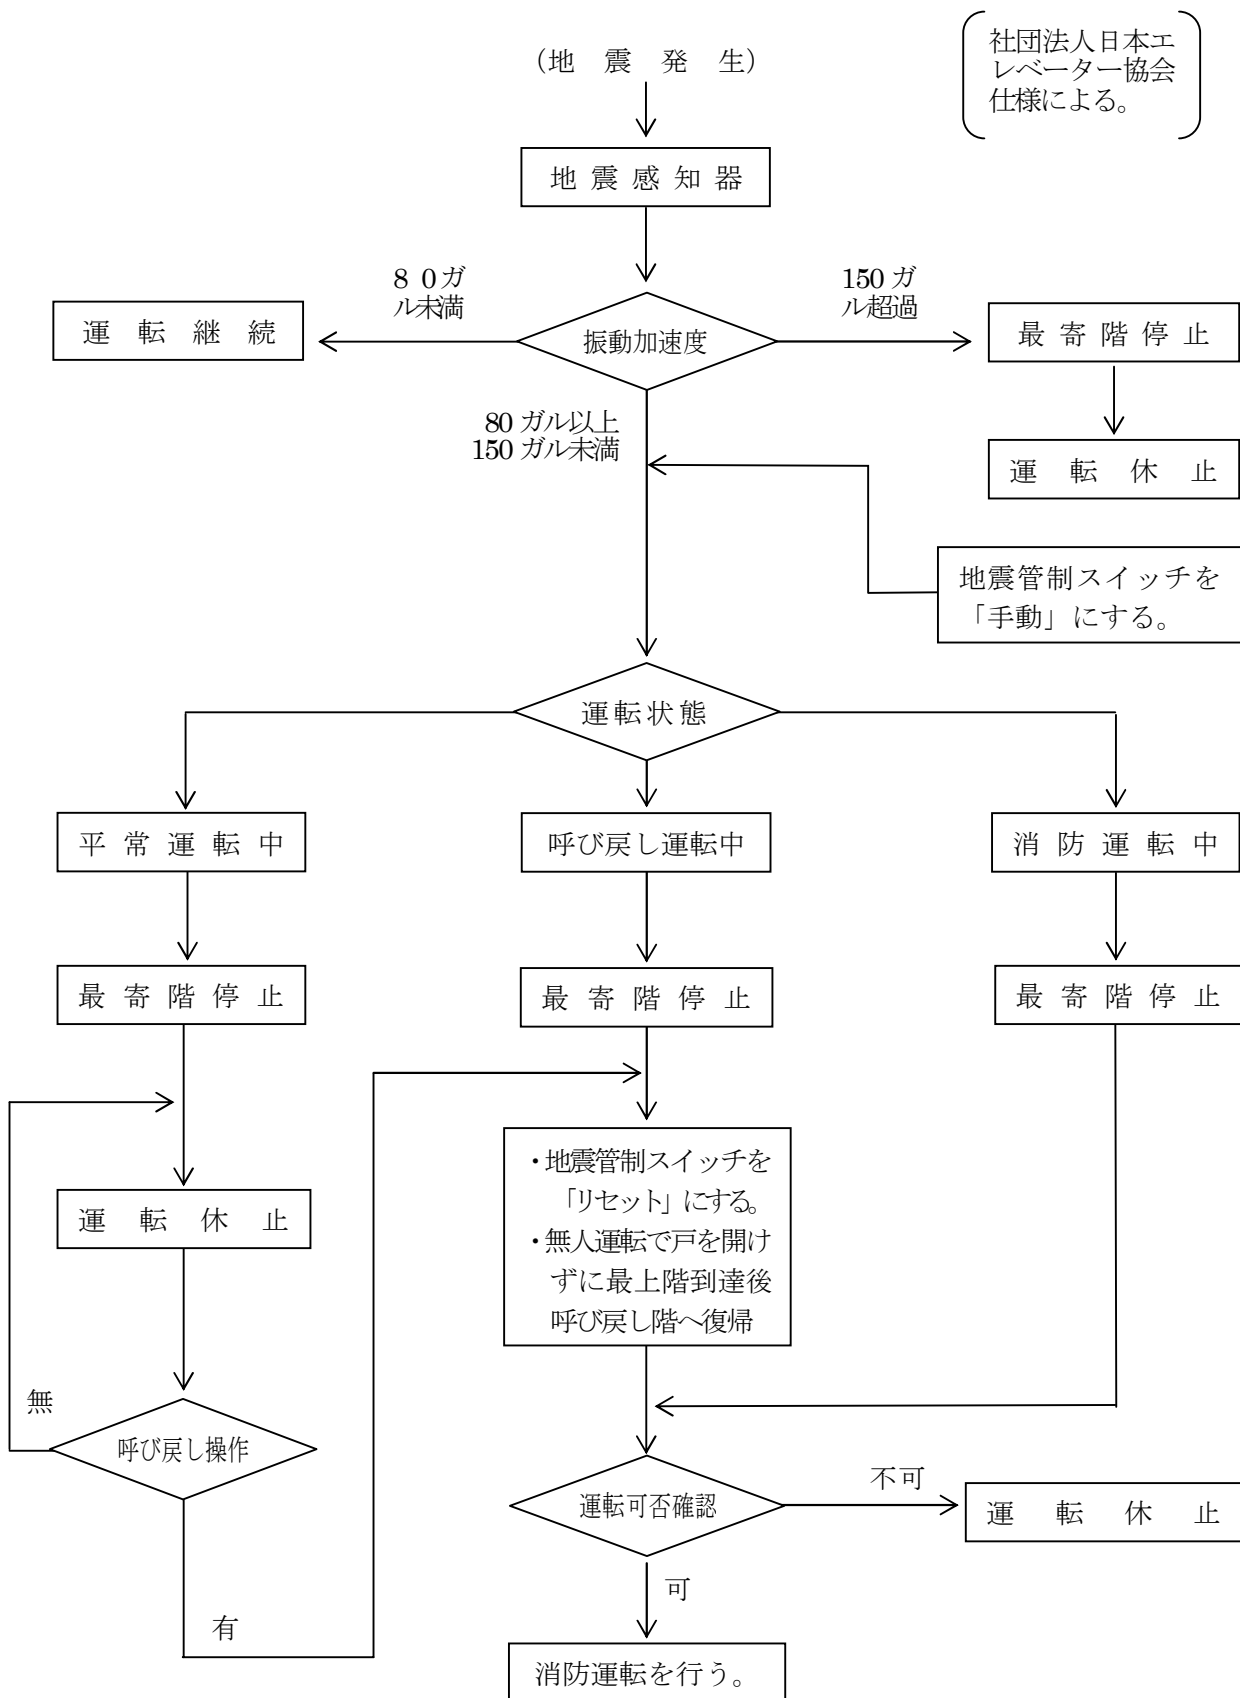 社団法人日本エ
レベーター協会
仕様による。
(地震発生)
地震感知器
80ガ
ル未満
150ガ
ル超過
運転継続
振動加速度
最寄階停止
80ガル以上
150ガル未満
運転休止
地震管制スイッチを
「手動」にする。
運転状態
平常運転中
呼び戻し運転中
消防運転中
最寄階停止
最寄階停止
最寄階停止
・地震管制スイッチを
「リセット」にする。
・無人運転で戸を開け
ずに最上階到達後
呼び戻し階へ復帰
運転休止
無
呼び戻し操作
不可
運転可否確認
運転休止
可
有
消防運転を行う。